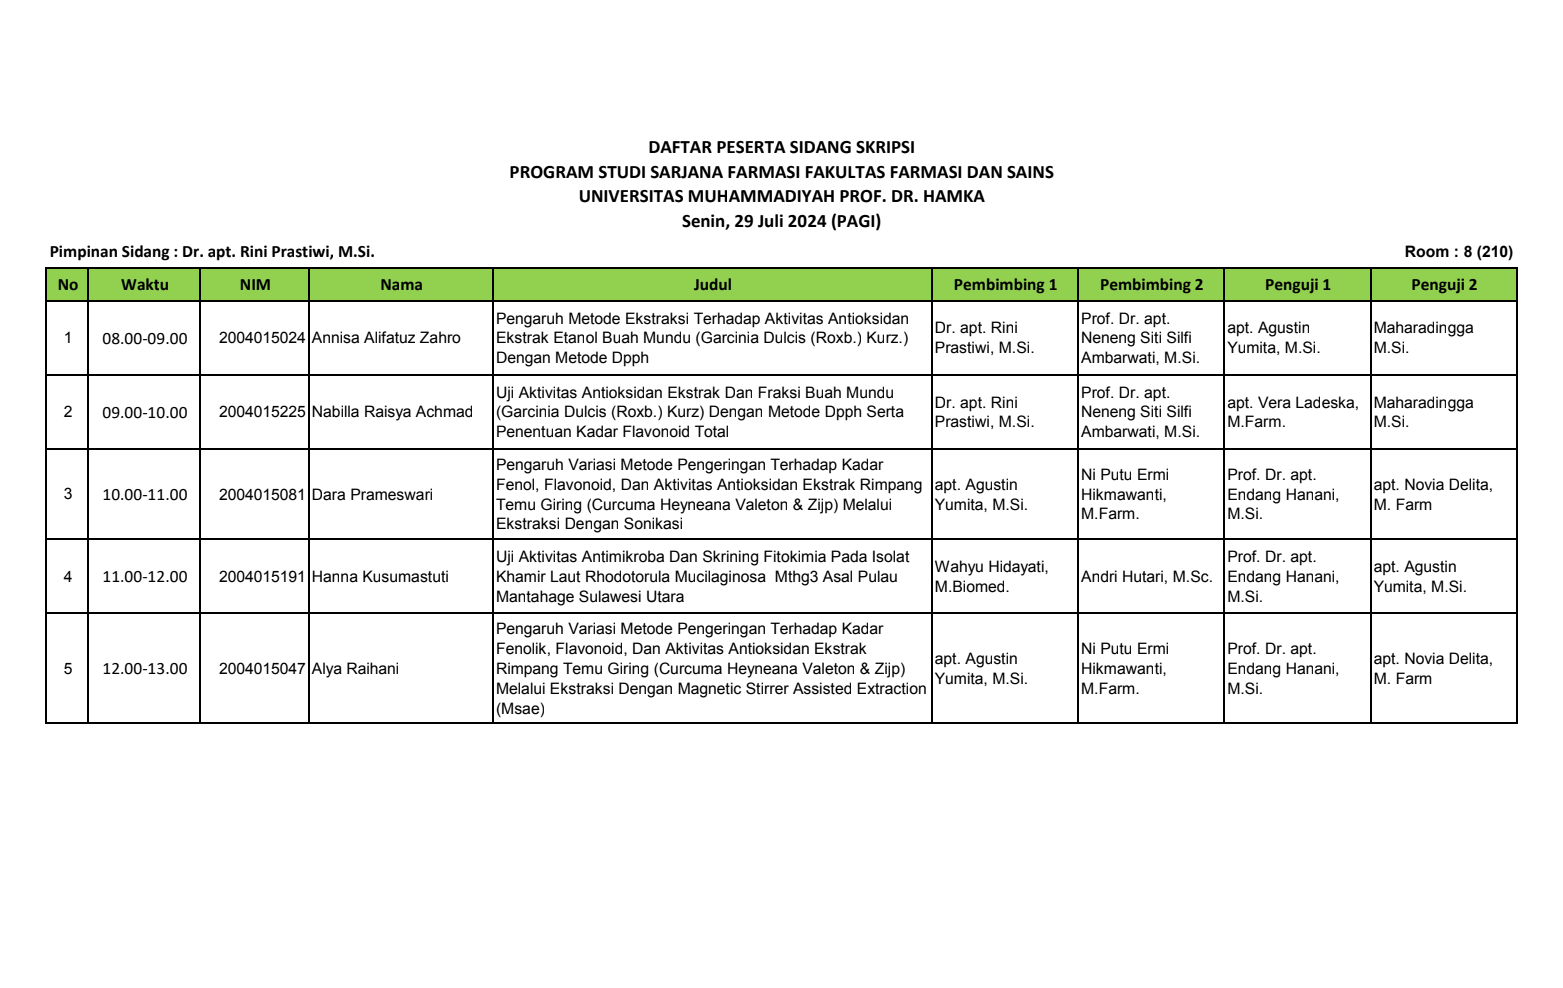 DAFTAR PESERTA SIDANG SKRIPSI
PROGRAM STUDI SARJANA FARMASI FAKULTAS FARMASI DAN SAINS
UNIVERSITAS MUHAMMADIYAH PROF. DR. HAMKA
Senin, 29 Juli 2024 (PAGI)
Pimpinan Sidang : Dr. apt. Rini Prastiwi, M.Si. Room : 8 (210)
No Waktu NIM Nama Judul Pembimbing 1 Pembimbing 2 Penguji 1 Penguji 2
1
08.00-09.00
2004015024
Annisa Alifatuz Zahro
Pengaruh Metode Ekstraksi Terhadap Aktivitas Antioksidan
Ekstrak Etanol Buah Mundu (Garcinia Dulcis (Roxb.) Kurz.)
Dengan Metode Dpph
Dr. apt. Rini
Prastiwi, M.Si.
Prof. Dr. apt.
Neneng Siti Silfi
Ambarwati, M.Si.
apt. Agustin
Yumita, M.Si.
Maharadingga
M.Si.
2
09.00-10.00
2004015225
Nabilla Raisya Achmad
Uji Aktivitas Antioksidan Ekstrak Dan Fraksi Buah Mundu
(Garcinia Dulcis (Roxb.) Kurz) Dengan Metode Dpph Serta
Penentuan Kadar Flavonoid Total
Dr. apt. Rini
Prastiwi, M.Si.
Prof. Dr. apt.
Neneng Siti Silfi
Ambarwati, M.Si.
apt. Vera Ladeska,
M.Farm.
Maharadingga
M.Si.
3
10.00-11.00
2004015081
Dara Prameswari
Pengaruh Variasi Metode Pengeringan Terhadap Kadar
Fenol, Flavonoid, Dan Aktivitas Antioksidan Ekstrak Rimpang
Temu Giring (Curcuma Heyneana Valeton & Zijp) Melalui
Ekstraksi Dengan Sonikasi
apt. Agustin
Yumita, M.Si.
Ni Putu Ermi
Hikmawanti,
M.Farm.
Prof. Dr. apt.
Endang Hanani,
M.Si.
apt. Novia Delita,
M. Farm
4
11.00-12.00
2004015191
Hanna Kusumastuti
Uji Aktivitas Antimikroba Dan Skrining Fitokimia Pada Isolat
Khamir Laut Rhodotorula Mucilaginosa  Mthg3 Asal Pulau
Mantahage Sulawesi Utara
Wahyu Hidayati,
M.Biomed.
Andri Hutari, M.Sc.
Prof. Dr. apt.
Endang Hanani,
M.Si.
apt. Agustin
Yumita, M.Si.
5
12.00-13.00
2004015047
Alya Raihani
Pengaruh Variasi Metode Pengeringan Terhadap Kadar
Fenolik, Flavonoid, Dan Aktivitas Antioksidan Ekstrak
Rimpang Temu Giring (Curcuma Heyneana Valeton & Zijp)
Melalui Ekstraksi Dengan Magnetic Stirrer Assisted Extraction
(Msae)
apt. Agustin
Yumita, M.Si.
Ni Putu Ermi
Hikmawanti,
M.Farm.
Prof. Dr. apt.
Endang Hanani,
M.Si.
apt. Novia Delita,
M. Farm